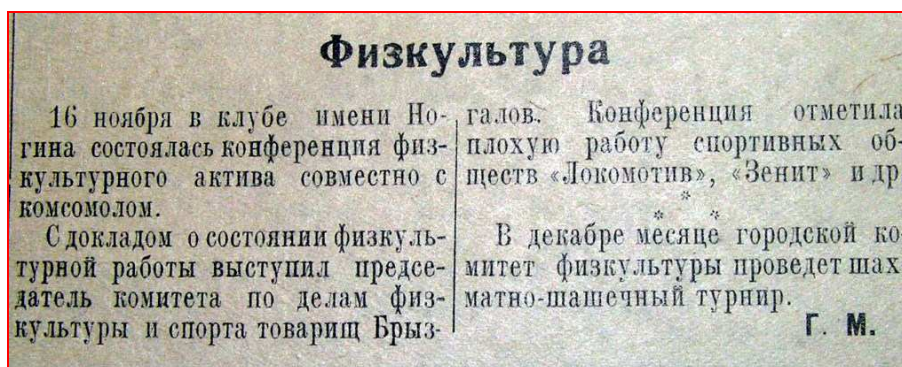 Физкультура
16 ноября в клубе имени Но-
гина состоялась конференция физ-
культурного актива совместно с
комсомолом.
С докладом о состоянии физкуль-
турной работы выступил предсе-
датель комитета по делам физ-
культуры и спорта товарищ Брыз-
галов. Конференция отметила
плохую работу спортивных об-
ществ «Локомотив», «Зенит» и др
* * *
В декабре месяце городской ко-
митет физкультуры проведет шах
матно-шашечный турнир.
Г. М.